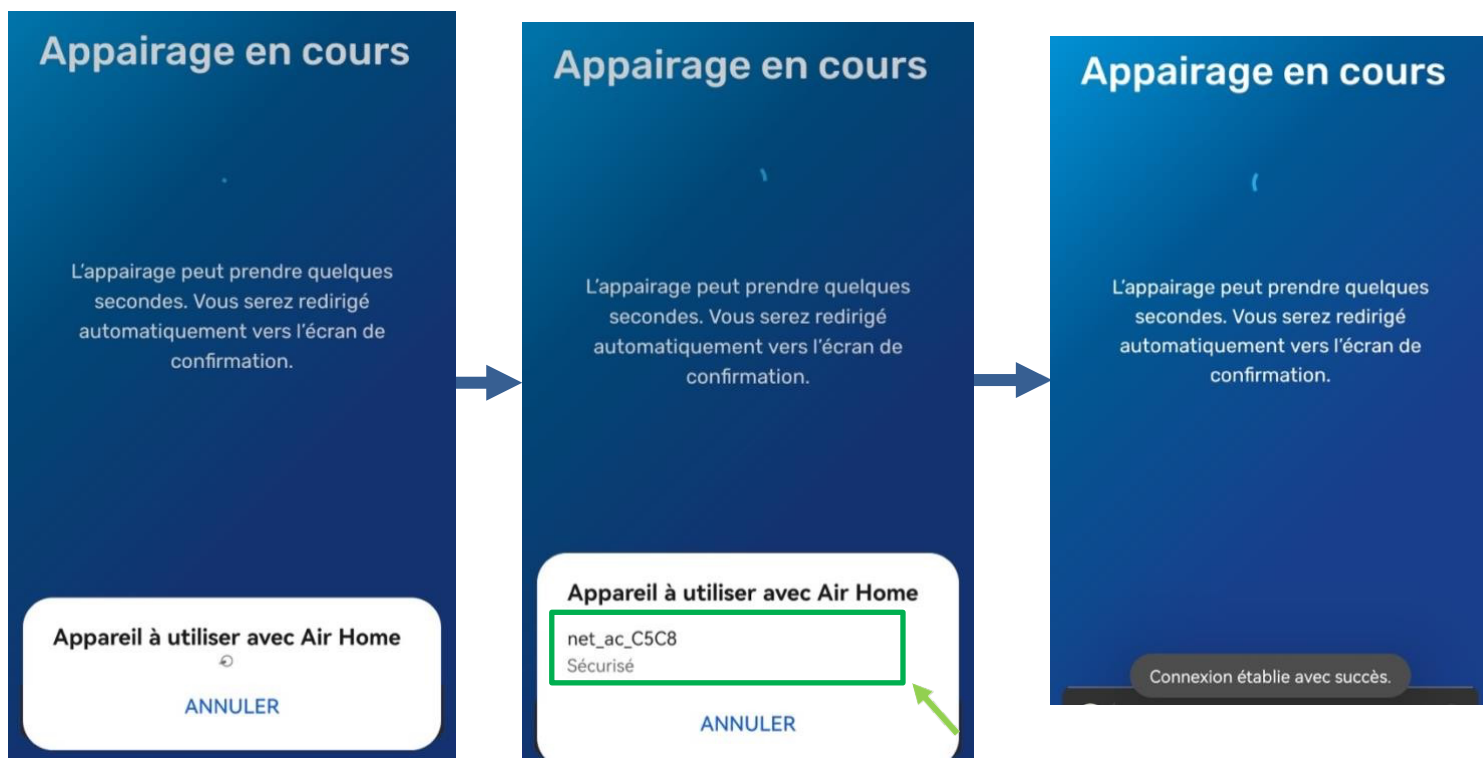 Appairage en cours
L'appairage peut prendre quelques
secondes. Vous serez redirigé
automatiquement vers l'écran de
confirmation.
Appareil à utiliser avec Air Home
ANNULER
Appairage en cours
L'appairage peut prendre quelques
secondes. Vous serez redirigé
automatiquement vers l'écran de
confirmation.
Appareil à utiliser avec Air Home
net_ac_C5C8
Sécurisé
ANNULER
Appairage en cours
L'appairage peut prendre quelques
secondes. Vous serez redirigé
automatiquement vers l'écran de
confirmation.
Connexion établie avec succès.